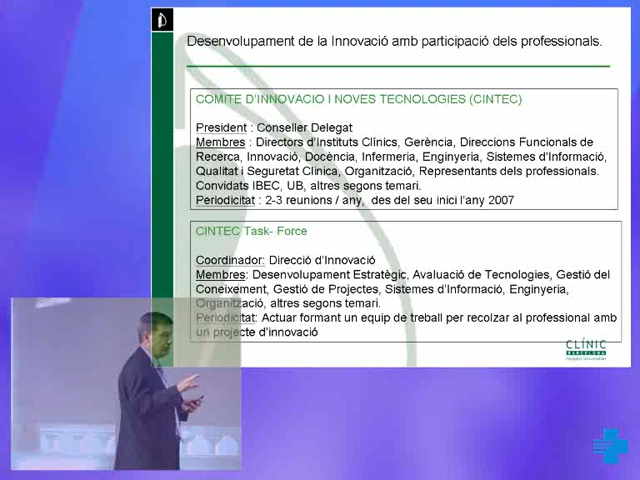 Desenvolupament de la Innovació amb participació dels professionals.
COMITE D'INNOVACIO I NOVES TECNOLOGIES (CINTEC)
President : Conseller Delegat
Membres : Directors d'Instituts Clínics, Gerència, Direccions Funcionals de
Recerca, Innovació, Docència, Infermeria, Enginyeria, Sistemes d'Informació,
Qualitat i Seguretat Clinica, Organització, Representants dels professionals.
Convidats IBEC, UB, altres segons temari.
Periodicitat : 2-3 reunions / any, des del seu inici l'any 2007
CINTEC Task- Force
Coordinador: Direcció d'Innovació
Membres: Desenvolupament Estratègic, Avaluació de Tecnologies, Gestió del
Coneixement, Gestió de Projectes, Sistemes d'Informació, Enginyeria,
Organització, altres segons temari.
Periodicitat: Actuar formant un equip de treball per recolzar al professional amb
un projecte d'innovació
CLÍNIC
BARCELONA
Hospital Universitari